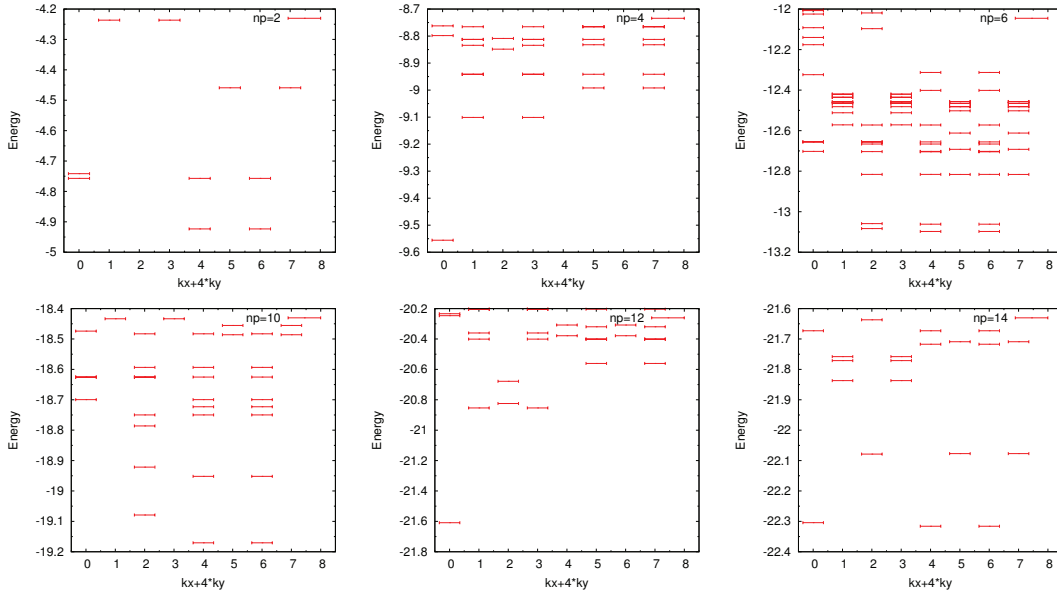 -4.2
-4.3
-4.4
-4.5
-4.6
-4.7
-4.8
-4.9
-5
Energy
0 1 2 3 4 5 6 7 8
kx+4*ky
np=2
-8.7
-8.8
-8.9
-9
-9.1
-9.2
-9.3
-9.4
-9.5
-9.6
Energy
0 1 2 3 4 5 6 7 8
kx+4*ky
np=4
-12
-12.2
-12.4
-12.6
-12.8
-13
-13.2
Energy
0 1 2 3 4 5 6 7 8
kx+4*ky
np=6
-18.4
-18.5
-18.6
-18.7
-18.8
-18.9
-19
-19.1
-19.2
Energy
0 1 2 3 4 5 6 7 8
kx+4*ky
np=10
-20.2
-20.4
-20.6
-20.8
-21
-21.2
-21.4
-21.6
-21.8
Energy
0 1 2 3 4 5 6 7 8
kx+4*ky
np=12
-21.6
-21.7
-21.8
-21.9
-22
-22.1
-22.2
-22.3
-22.4
Energy
0 1 2 3 4 5 6 7 8
kx+4*ky
np=14